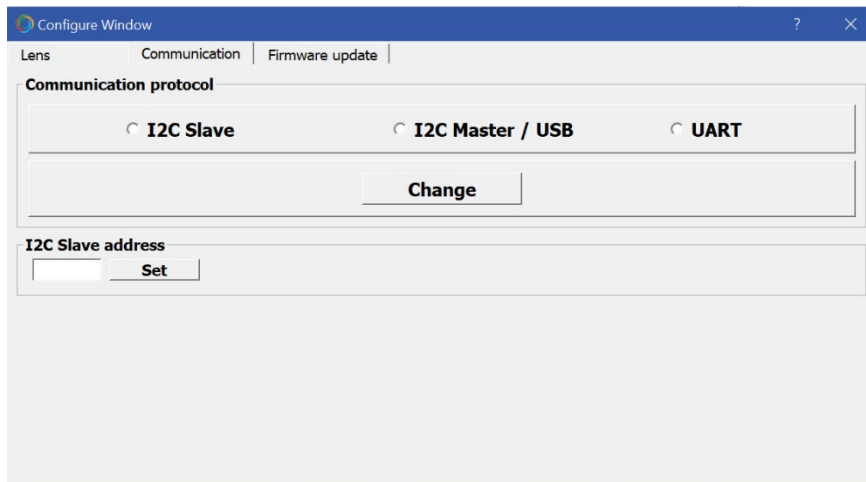 Configure Window ?
Lens Communication Firmware update
Communication protocol
I2C Slave I2C Master / USB UART
Change
I2C Slave address
Set